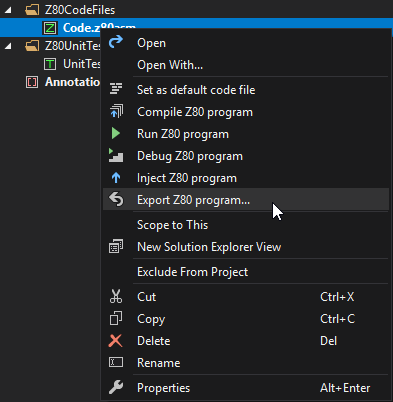 Z80CodeFiles
Code.z80asm
Z80UnitTes
UnitTes
Annotation
Open
Open With...
Set as default code file
Compile Z80 program
Run Z80 program
Debug Z80 program
Inject Z80 program
Export Z80 program...
Scope to This
New Solution Explorer View
Exclude From Project
Cut Ctrl+X
Copy Ctrl+C
Delete Del
Rename
Properties Alt+Enter